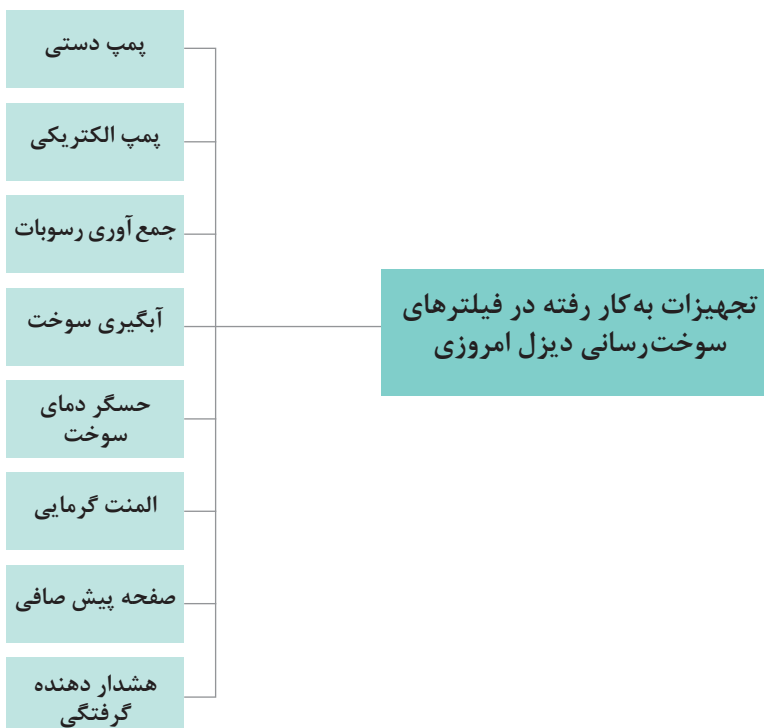 تجهیزات به‌کار رفته در فیلترهای
سوخت‌رسانی دیزل امروزی
پمپ دستی
پمپ الکتریکی
جمع‌آوری رسوبات
آبگیری سوخت
حسگر دمای
سوخت
المنت گرمایی
صفحه پیش صافی
هشدار دهنده
گرفتگی